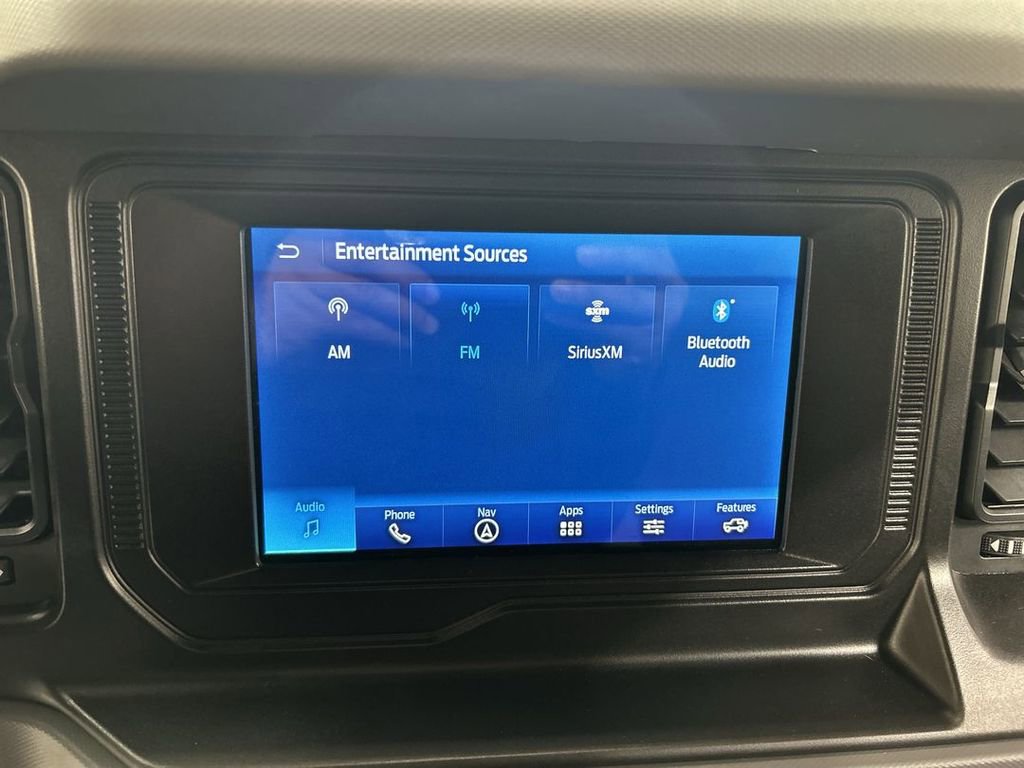 Entertainment Sources
AM
FM
sxm
SiriusXM
Bluetooth
Audio
Audio
Phone
Nav
Apps
Settings
Features